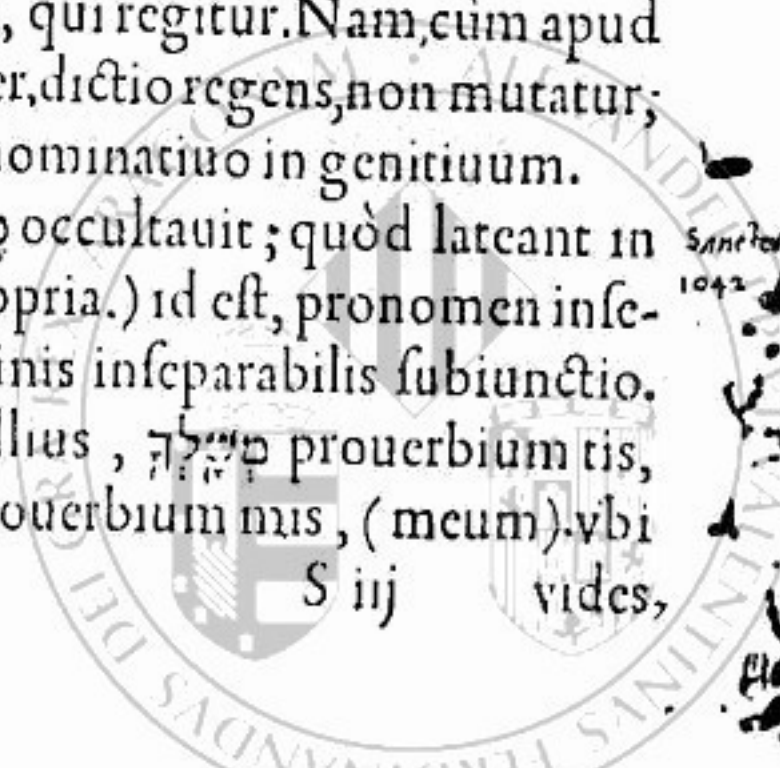 , qui regitur. Nam, cùm apud
er, dictio regens, non mutatur;
ominatiuo in genitiuum.
occultauit; quòd lateant in
opria.) id est, pronomen inse-
inis inseparabilis subiunctio.
llius, מְשָׁלְךָ prouerbium tis,
ouerbium mis, (meum). vbi
S iij vides,
1042